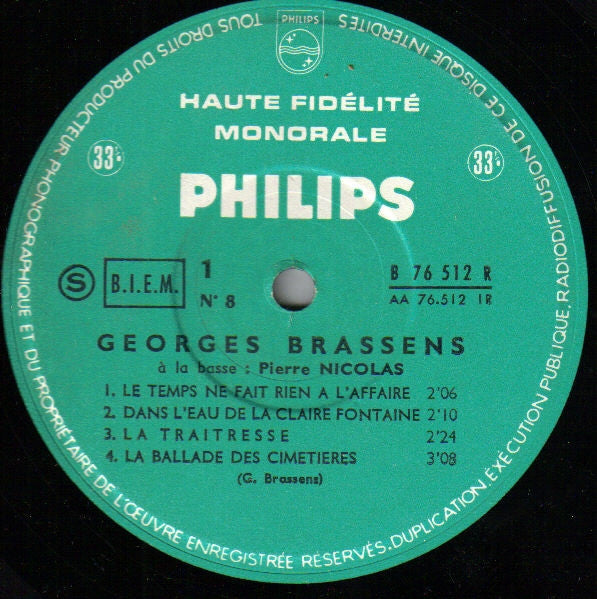 TOUS DROITS DU PRODUCTEUR PHONOGRAPHIQUE ET DU PROPRIÉTAIRE DE L'ŒUVRE ENREGISTRÉE RÉSERVÉS. DUPLICATION, EXÉCUTION PUBLIQUE, RADIODIFFUSION DE CE DISQUE INTERDITES
PHILIPS
HAUTE FIDÉLITÉ
MONORALE
33⅓ 33⅓
PHILIPS
S B.I.E.M. 1 B 76 512 R
N° 8 AA 76.512 1R
GEORGES BRASSENS
à la basse : Pierre NICOLAS
1. LE TEMPS NE FAIT RIEN A L'AFFAIRE 2'06
2. DANS L'EAU DE LA CLAIRE FONTAINE 2'10
3. LA TRAITRESSE 2'24
4. LA BALLADE DES CIMETIERES 3'08
(G. Brassens)